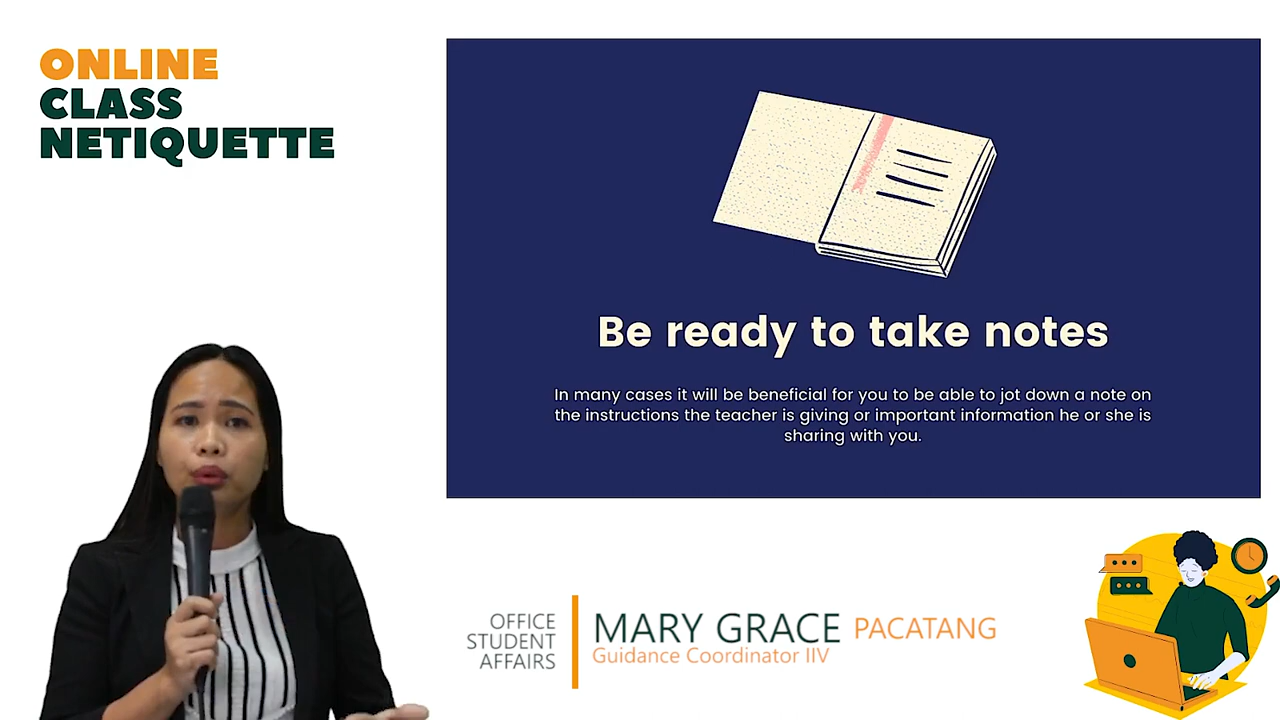 ONLINE
CLASS
NETIQUETTE
Be ready to take notes
In many cases it will be beneficial for you to be able to jot down a note on
the instructions the teacher is giving or important information he or she is
sharing with you.
OFFICE
STUDENT
AFFAIRS
MARY GRACE PACATANG
Guidance Coordinator IIV